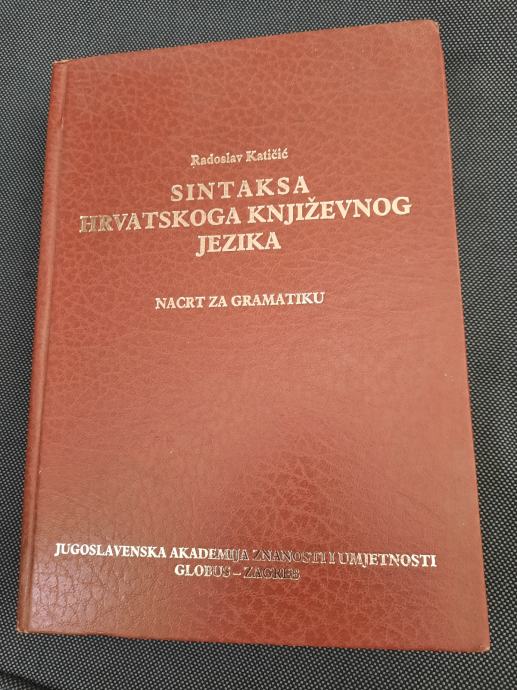 Radoslav Katičić
SINTAKSA
HRVATSKOGA KNJIŽEVNOG
JEZIKA
NACRT ZA GRAMATIKU
JUGOSLAVENSKA AKADEMIJA ZNANOSTI I UMJETNOSTI
GLOBUS – ZAGREB